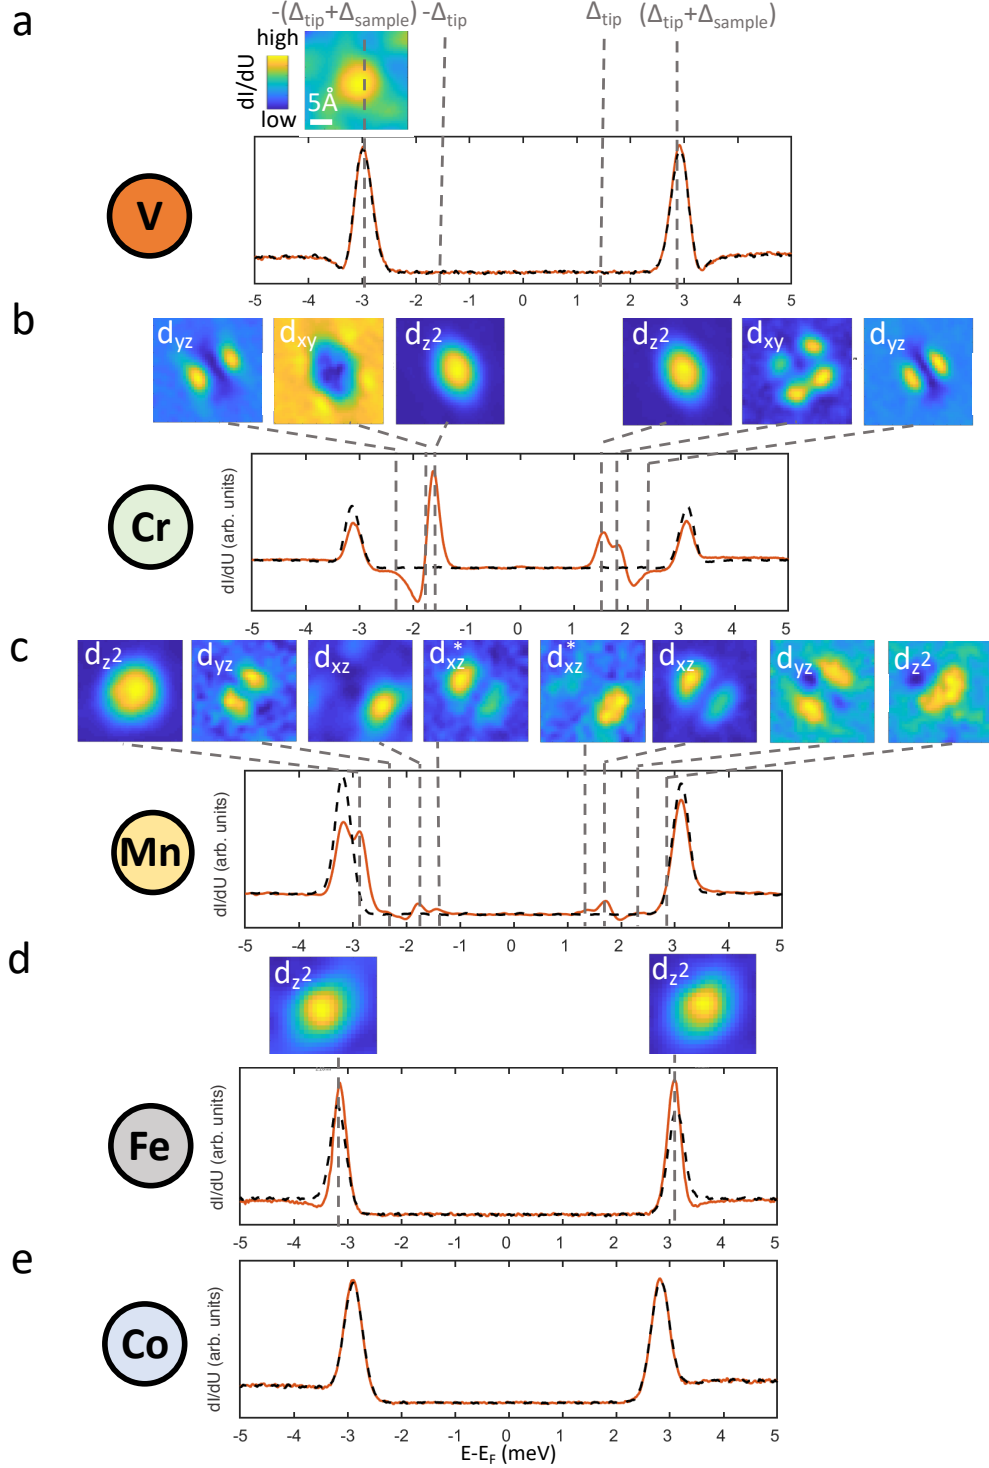 a
-(Δtip+Δsample) -Δtip Δtip (Δtip+Δsample)
high
dI/dU
low
5Å
V
-5 -4 -3 -2 -1 0 1 2 3 4 5
b
dyz dxy dz2 dz2 dxy dyz
Cr
dI/dU (arb. units)
-5 -4 -3 -2 -1 0 1 2 3 4 5
c
dz2 dyz dxz d*xz d*xz dxz dyz dz2
Mn
dI/dU (arb. units)
-5 -4 -3 -2 -1 0 1 2 3 4 5
d
dz2 dz2
Fe
dI/dU (arb. units)
-5 -4 -3 -2 -1 0 1 2 3 4 5
e
Co
dI/dU (arb. units)
-5 -4 -3 -2 -1 0 1 2 3 4 5
E-EF (meV)